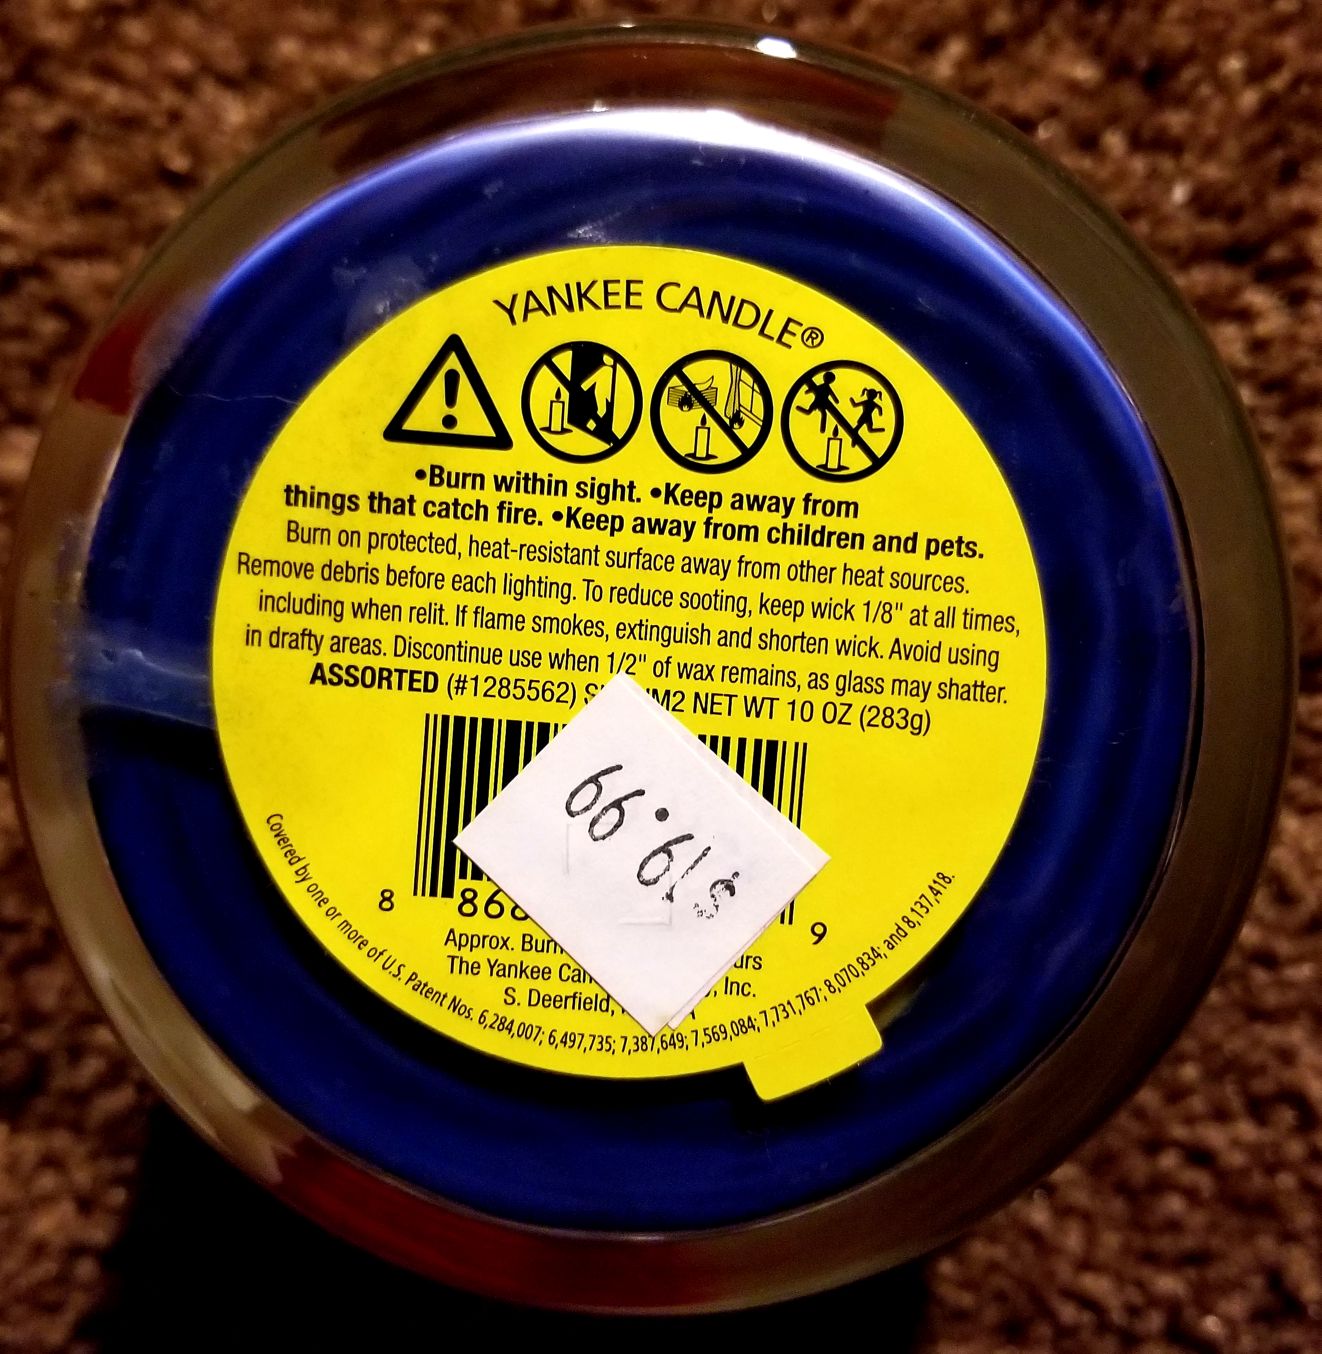 YANKEE CANDLE®
•Burn within sight. •Keep away from
things that catch fire. •Keep away from children and pets.
Burn on protected, heat-resistant surface away from other heat sources.
Remove debris before each lighting. To reduce sooting, keep wick 1/8" at all times,
including when relit. If flame smokes, extinguish and shorten wick. Avoid using
in drafty areas. Discontinue use when 1/2" of wax remains, as glass may shatter.
ASSORTED (#1285562) NET WT 10 OZ (283g)
$19.99
8 9
Approx.
The Yankee Inc.
S. Deerfield,
Covered by one or more of U.S. Patent Nos. 6,284,007; 6,497,735; 7,387,649; 7,569,084; 7,731,767; 8,070,834; and 8,137,418.